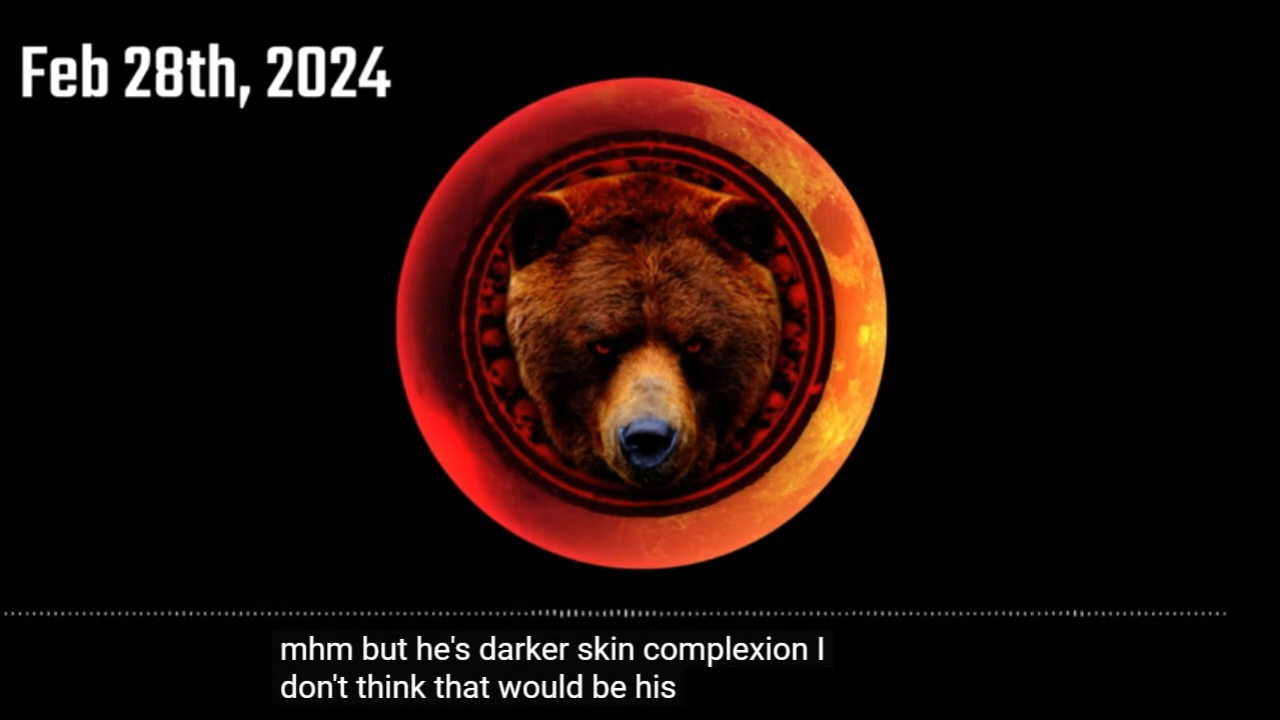 Feb 28th, 2024
mhm but he's darker skin complexion I
don't think that would be his